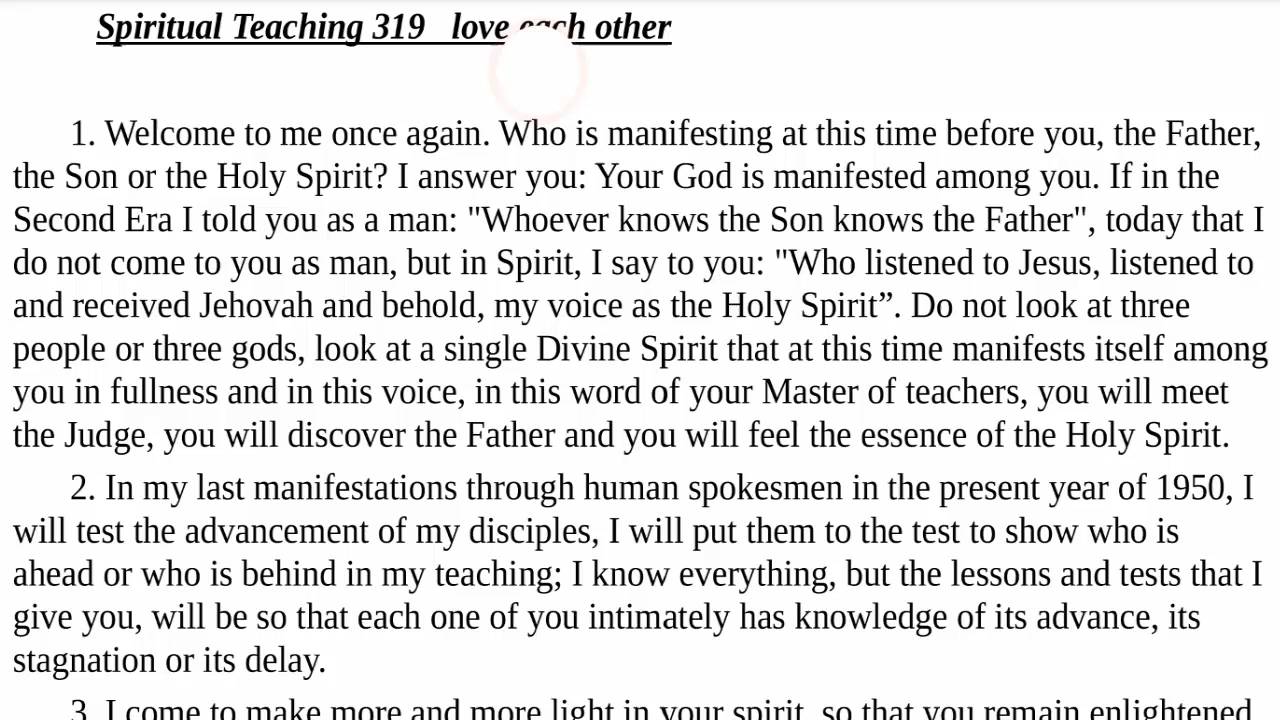 Spiritual Teaching 319 love each other
1. Welcome to me once again. Who is manifesting at this time before you, the Father,
the Son or the Holy Spirit? I answer you: Your God is manifested among you. If in the
Second Era I told you as a man: "Whoever knows the Son knows the Father", today that I
do not come to you as man, but in Spirit, I say to you: "Who listened to Jesus, listened to
and received Jehovah and behold, my voice as the Holy Spirit”. Do not look at three
people or three gods, look at a single Divine Spirit that at this time manifests itself among
you in fullness and in this voice, in this word of your Master of teachers, you will meet
the Judge, you will discover the Father and you will feel the essence of the Holy Spirit.
2. In my last manifestations through human spokesmen in the present year of 1950, I
will test the advancement of my disciples, I will put them to the test to show who is
ahead or who is behind in my teaching; I know everything, but the lessons and tests that I
give you, will be so that each one of you intimately has knowledge of its advance, its
stagnation or its delay.
3. I come to make more and more light in your spirit, so that you remain enlightened